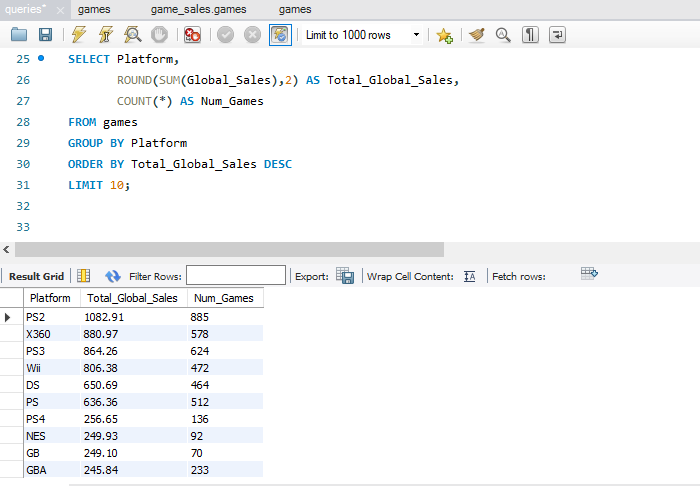 queries* games game_sales.games games
Limit to 1000 rows
25 SELECT Platform,
26 ROUND(SUM(Global_Sales),2) AS Total_Global_Sales,
27 COUNT(*) AS Num_Games
28 FROM games
29 GROUP BY Platform
30 ORDER BY Total_Global_Sales DESC
31 LIMIT 10;
32
33
Result Grid Filter Rows: Export: Wrap Cell Content: Fetch rows:
Platform Total_Global_Sales Num_Games
PS2 1082.91 885
X360 880.97 578
PS3 864.26 624
Wii 806.38 472
DS 650.69 464
PS 636.36 512
PS4 256.65 136
NES 249.93 92
GB 249.10 70
GBA 245.84 233